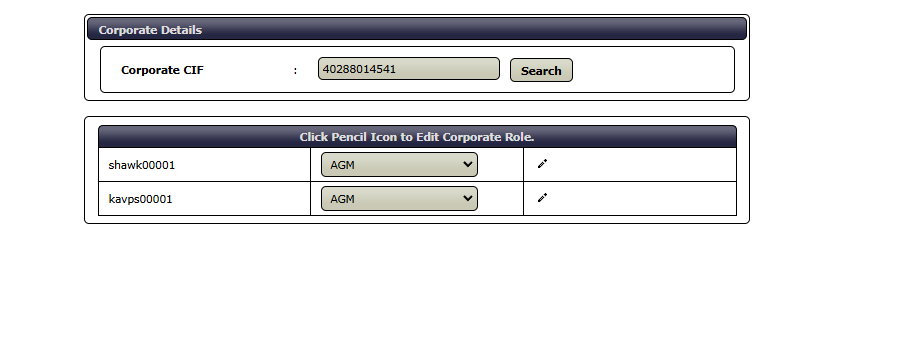 Corporate Details
Corporate CIF : 40288014541 Search
Click Pencil Icon to Edit Corporate Role.
shawk00001 AGM
kavps00001 AGM